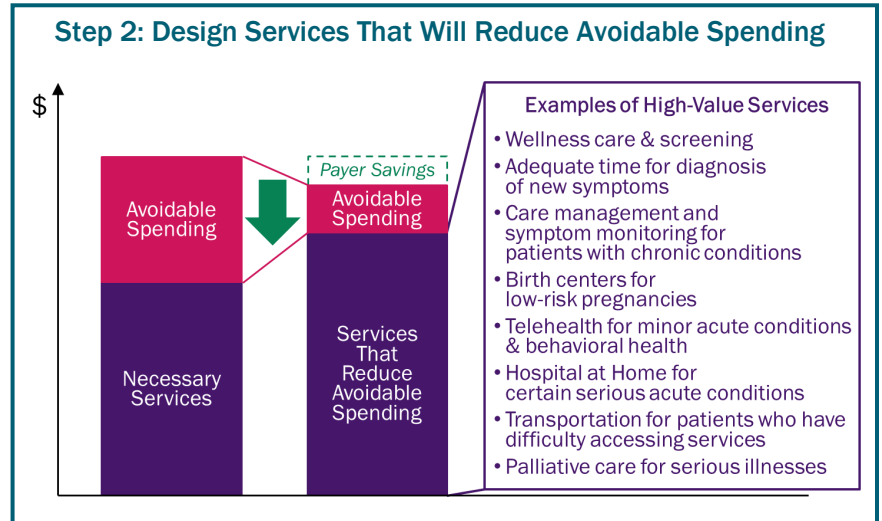 Step 2: Design Services That Will Reduce Avoidable Spending
$
Avoidable
Spending
Necessary
Services
Payer Savings
Avoidable
Spending
Services
That
Reduce
Avoidable
Spending
Examples of High-Value Services
• Wellness care & screening
• Adequate time for diagnosis
of new symptoms
• Care management and
symptom monitoring for
patients with chronic conditions
• Birth centers for
low-risk pregnancies
• Telehealth for minor acute conditions
& behavioral health
• Hospital at Home for
certain serious acute conditions
• Transportation for patients who have
difficulty accessing services
• Palliative care for serious illnesses